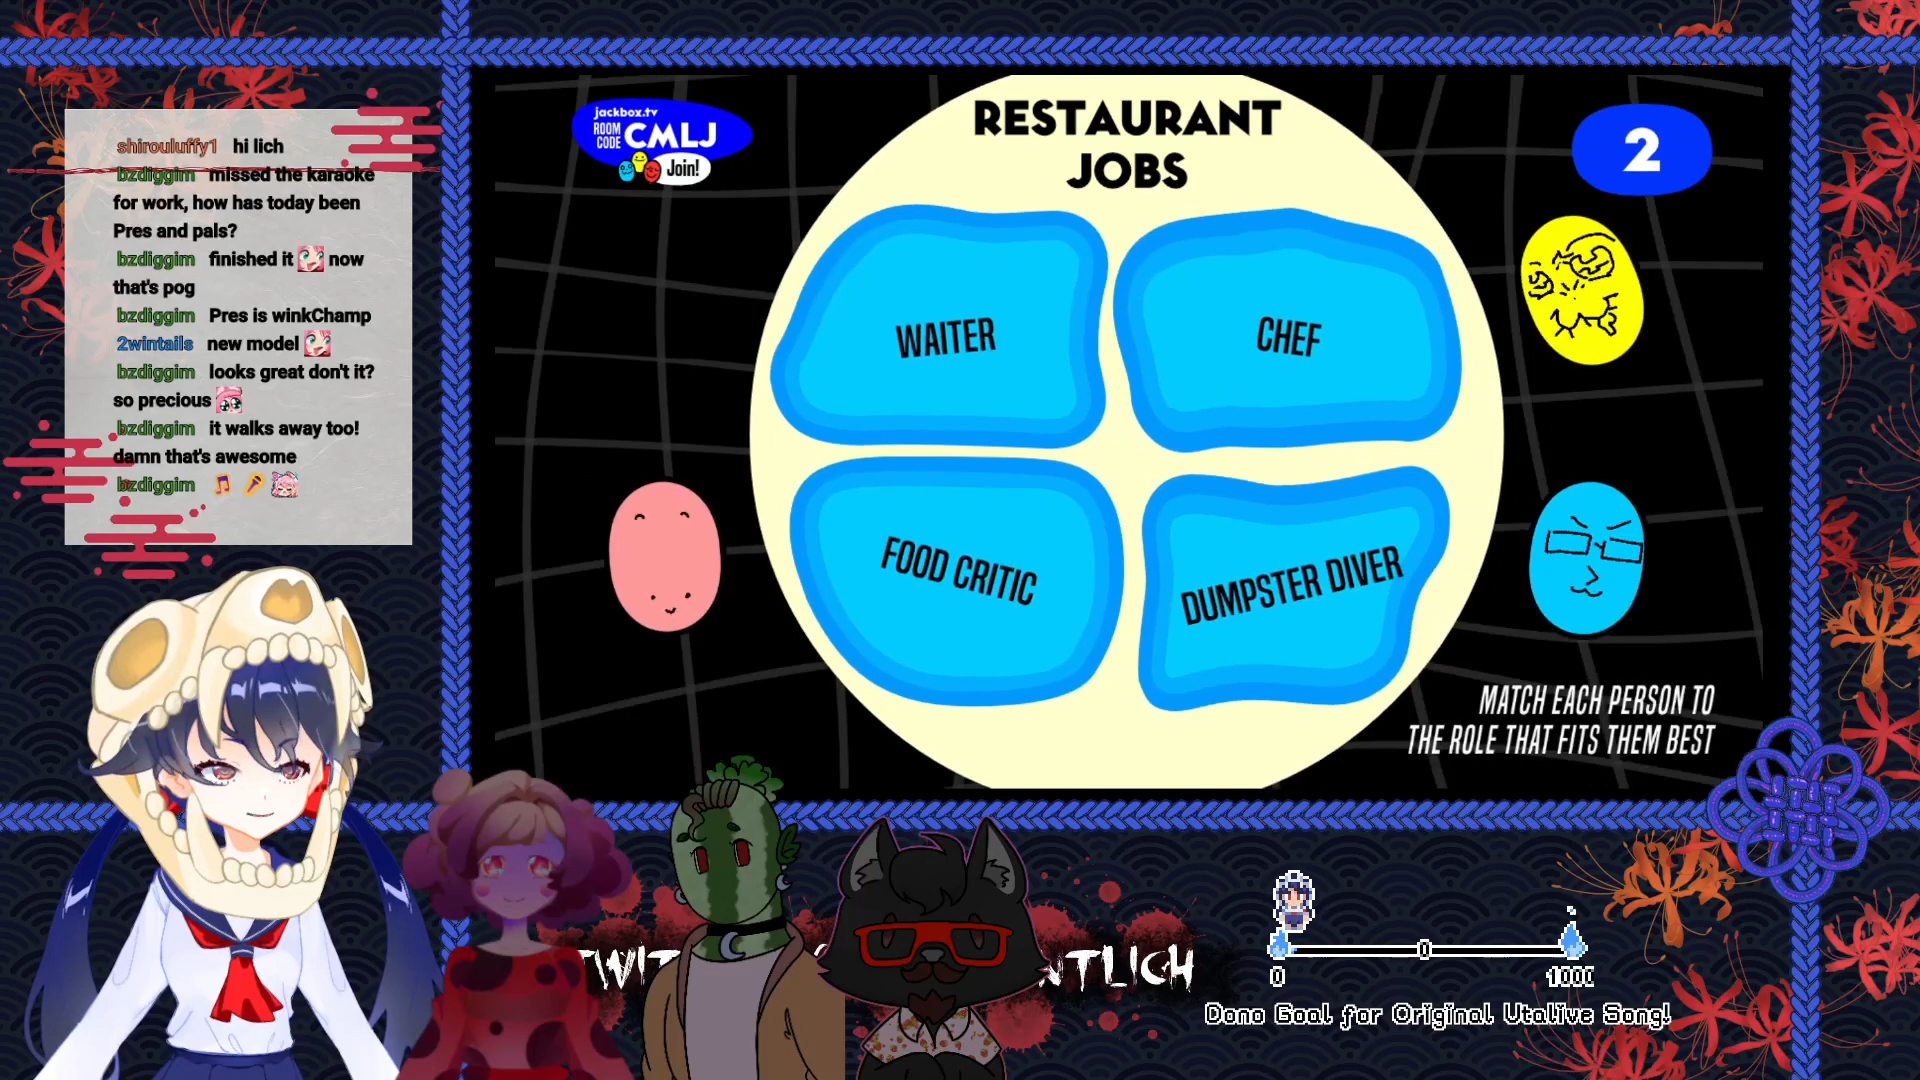 shirouluffy1 hi lich
bzdiggim missed the karaoke
for work, how has today been
Pres and pals?
bzdiggim finished it now
that's pog
bzdiggim Pres is winkChamp
2wintails new model
bzdiggim looks great don't it?
so precious
bzdiggim it walks away too!
damn that's awesome
bzdiggim
jackbox.tv
ROOM
CODE CMLJ
Join!
RESTAURANT
JOBS
2
WAITER
CHEF
FOOD CRITIC
DUMPSTER DIVER
MATCH EACH PERSON TO
THE ROLE THAT FITS THEM BEST
0
0
1000
Dono Goal for Original Utalive Song!